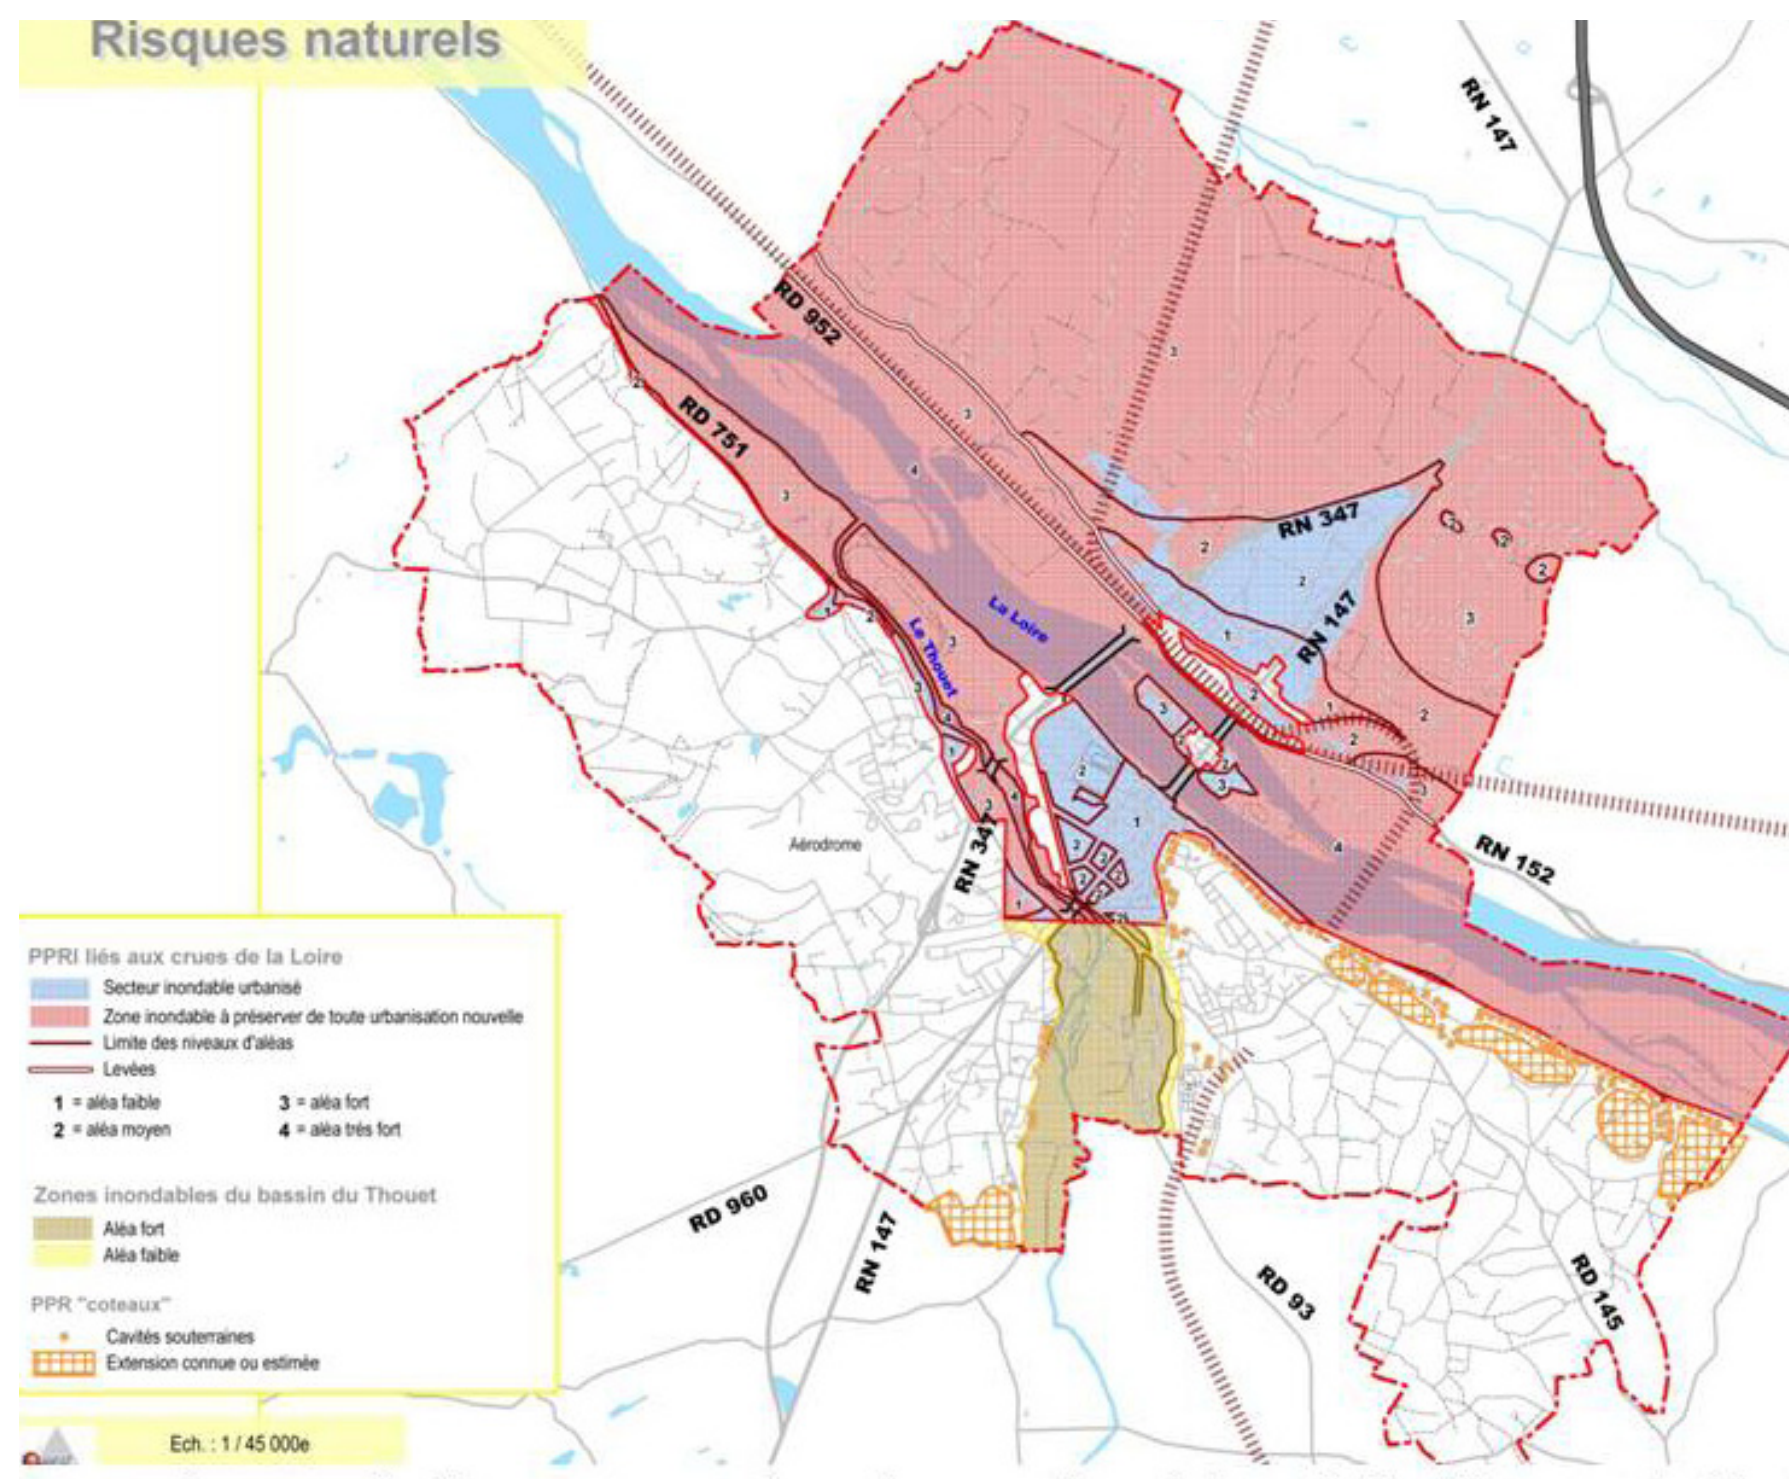 Risques naturels
RN 147
RD 952
RD 751
RN 347
RN 147
La Loire
Le Thouet
Aérodrome
RN 347
RN 152
RD 960
RN 147
RD 93
RD 145
PPRI liés aux crues de la Loire
Secteur inondable urbanisé
Zone inondable à préserver de toute urbanisation nouvelle
Limite des niveaux d'aléas
Levées
1 = aléa faible
3 = aléa fort
2 = aléa moyen
4 = aléa très fort
Zones inondables du bassin du Thouet
Aléa fort
Aléa faible
PPR "coteaux"
Cavités souterraines
Extension connue ou estimée
Ech. : 1 / 45 000e